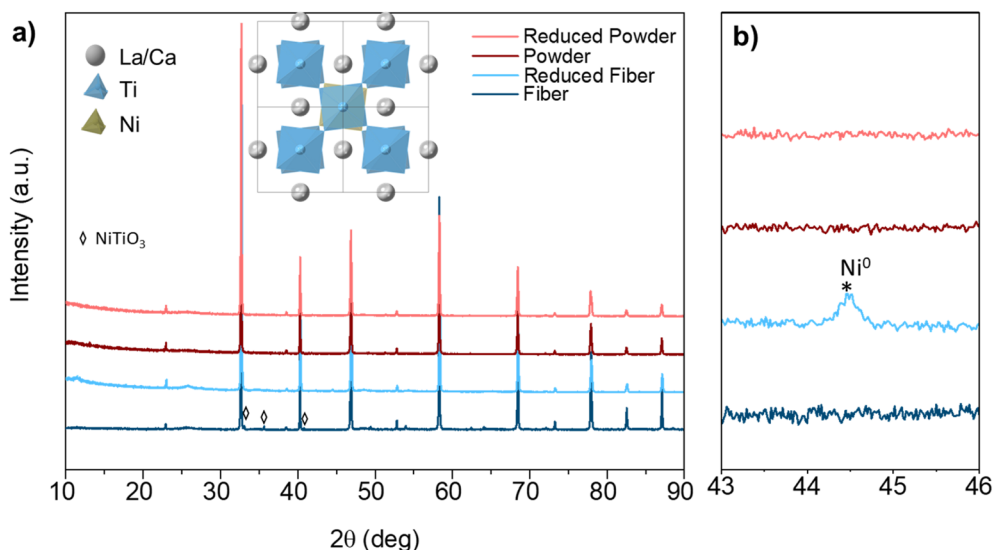 a)
La/Ca
Ti
Ni
NiTiO₃
Reduced Powder
Powder
Reduced Fiber
Fiber
Intensity (a.u.)
10 20 30 40 50 60 70 80 90
2θ (deg)
b)
Ni⁰
*
43 44 45 46